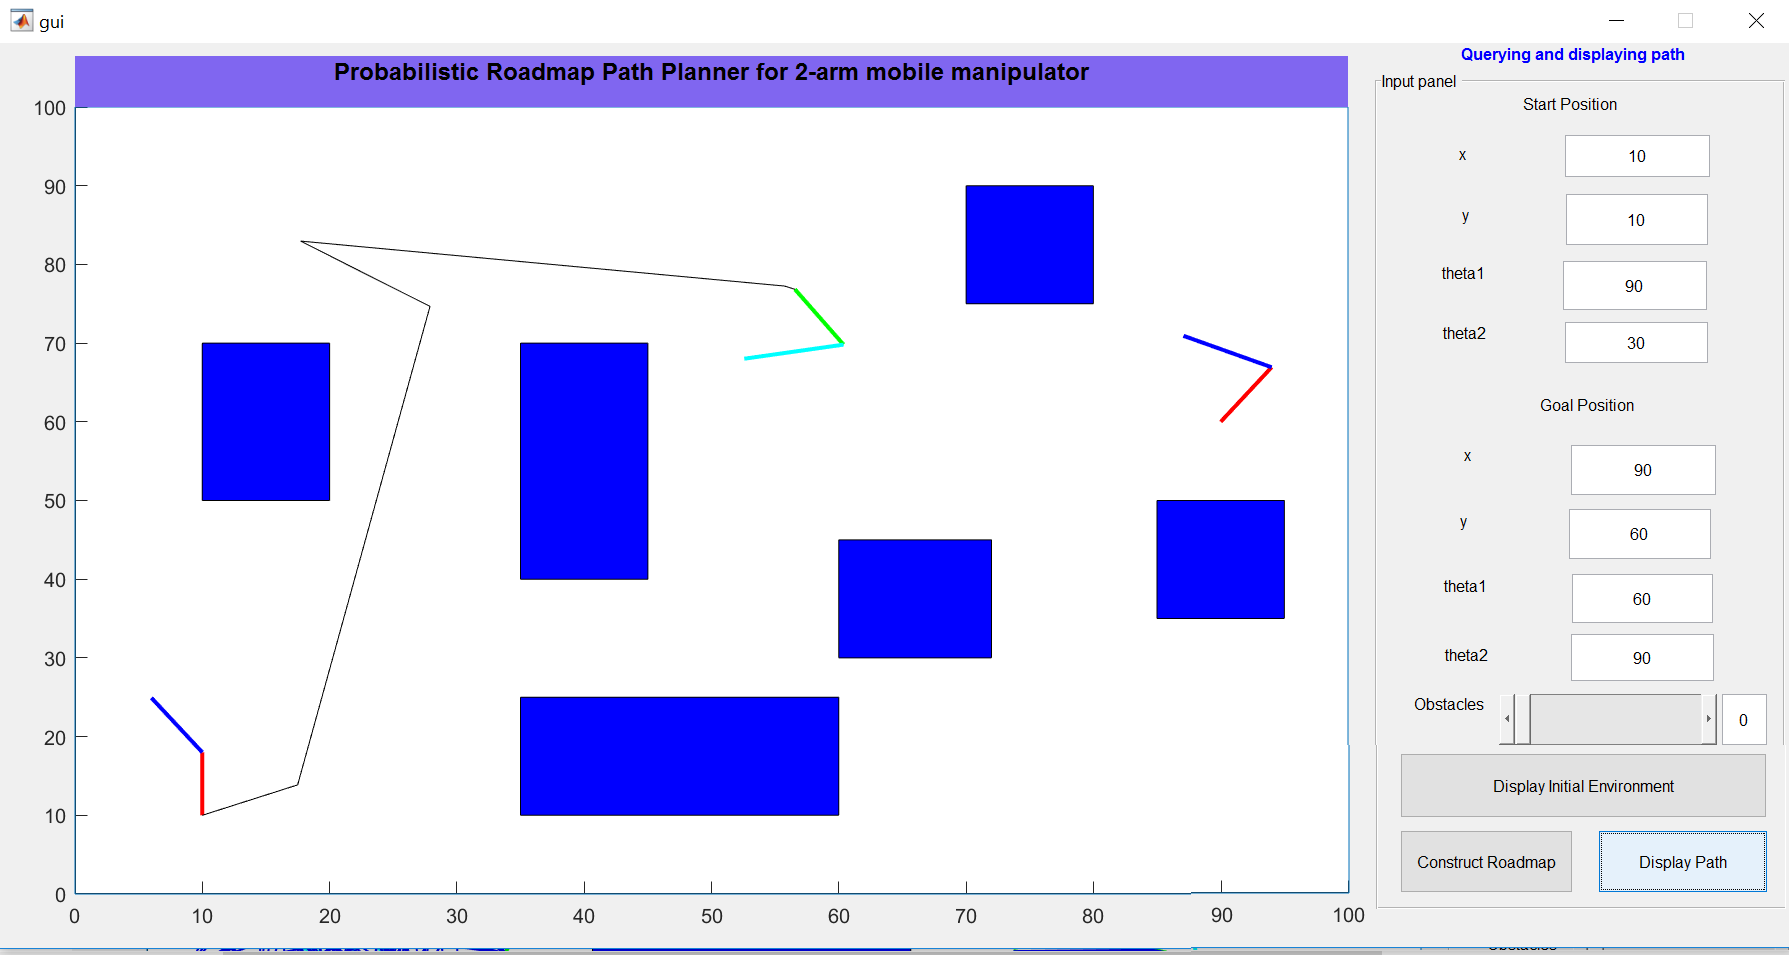 gui
Probabilistic Roadmap Path Planner for 2-arm mobile manipulator
100
90
80
70
60
50
40
30
20
10
0
0 10 20 30 40 50 60 70 80 90 100
Querying and displaying path
Input panel
Start Position
x 10
y 10
theta1 90
theta2 30
Goal Position
x 90
y 60
theta1 60
theta2 90
Obstacles 0
Display Initial Environment
Construct Roadmap Display Path
Obstacles